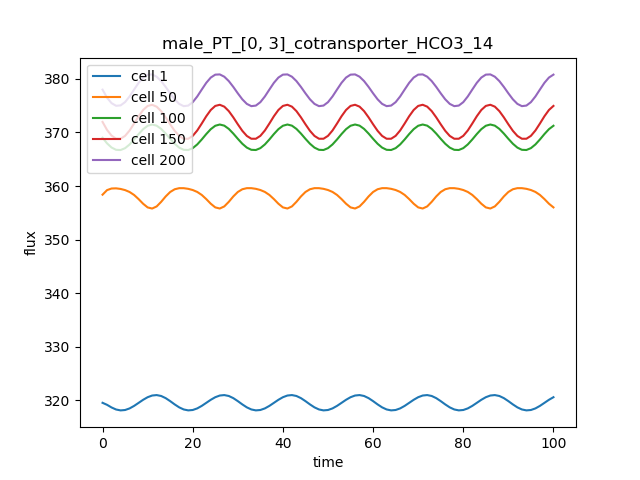 male_PT_[0, 3]_cotransporter_HCO3_14
cell 1
cell 50
cell 100
cell 150
cell 200
380
370
360
350
340
330
320
flux
0 20 40 60 80 100
time